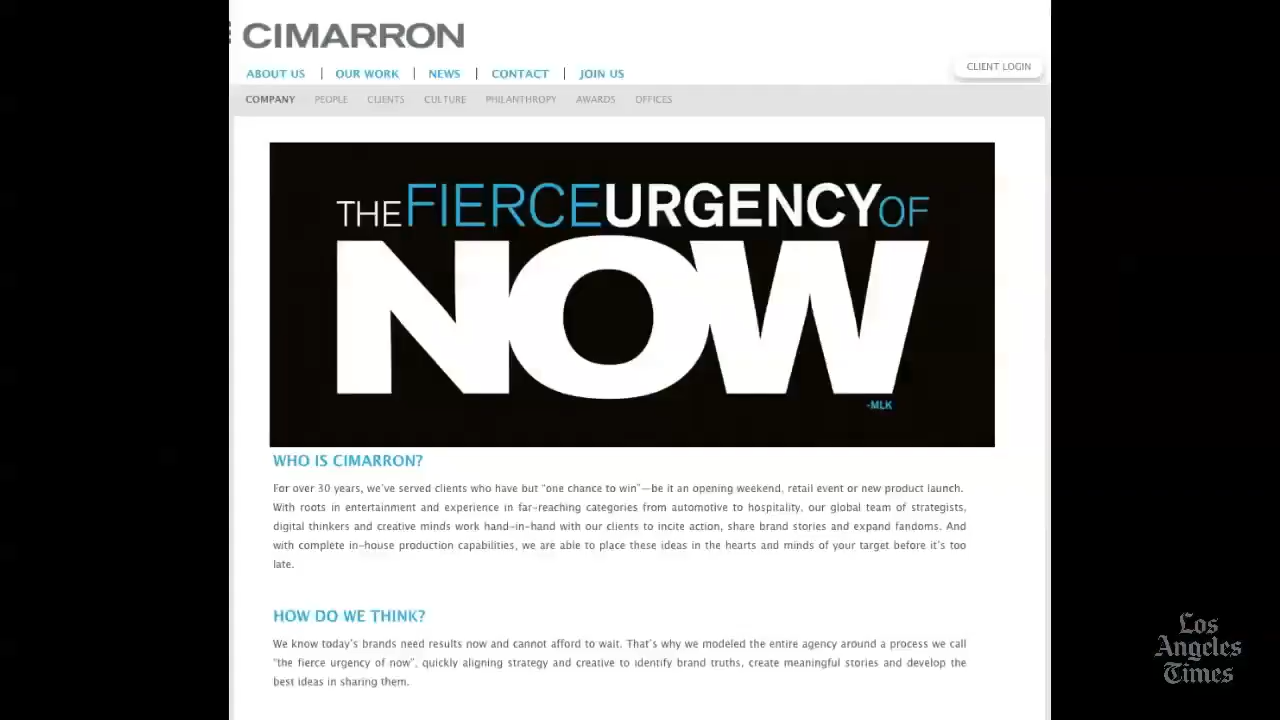 CIMARRON
ABOUT US | OUR WORK | NEWS | CONTACT | JOIN US
CLIENT LOGIN
COMPANY PEOPLE CLIENTS CULTURE PHILANTHROPY AWARDS OFFICES
THE FIERCE URGENCY OF
NOW
-MLK
WHO IS CIMARRON?
For over 30 years, we've served clients who have but "one chance to win"—be it an opening weekend, retail event or new product launch.
With roots in entertainment and experience in far-reaching categories from automotive to hospitality, our global team of strategists,
digital thinkers and creative minds work hand-in-hand with our clients to incite action, share brand stories and expand fandoms. And
with complete in-house production capabilities, we are able to place these ideas in the hearts and minds of your target before it's too
late.
HOW DO WE THINK?
We know today's brands need results now and cannot afford to wait. That's why we modeled the entire agency around a process we call
"the fierce urgency of now", quickly aligning strategy and creative to identify brand truths, create meaningful stories and develop the
best ideas in sharing them.
Los
Angeles
Times